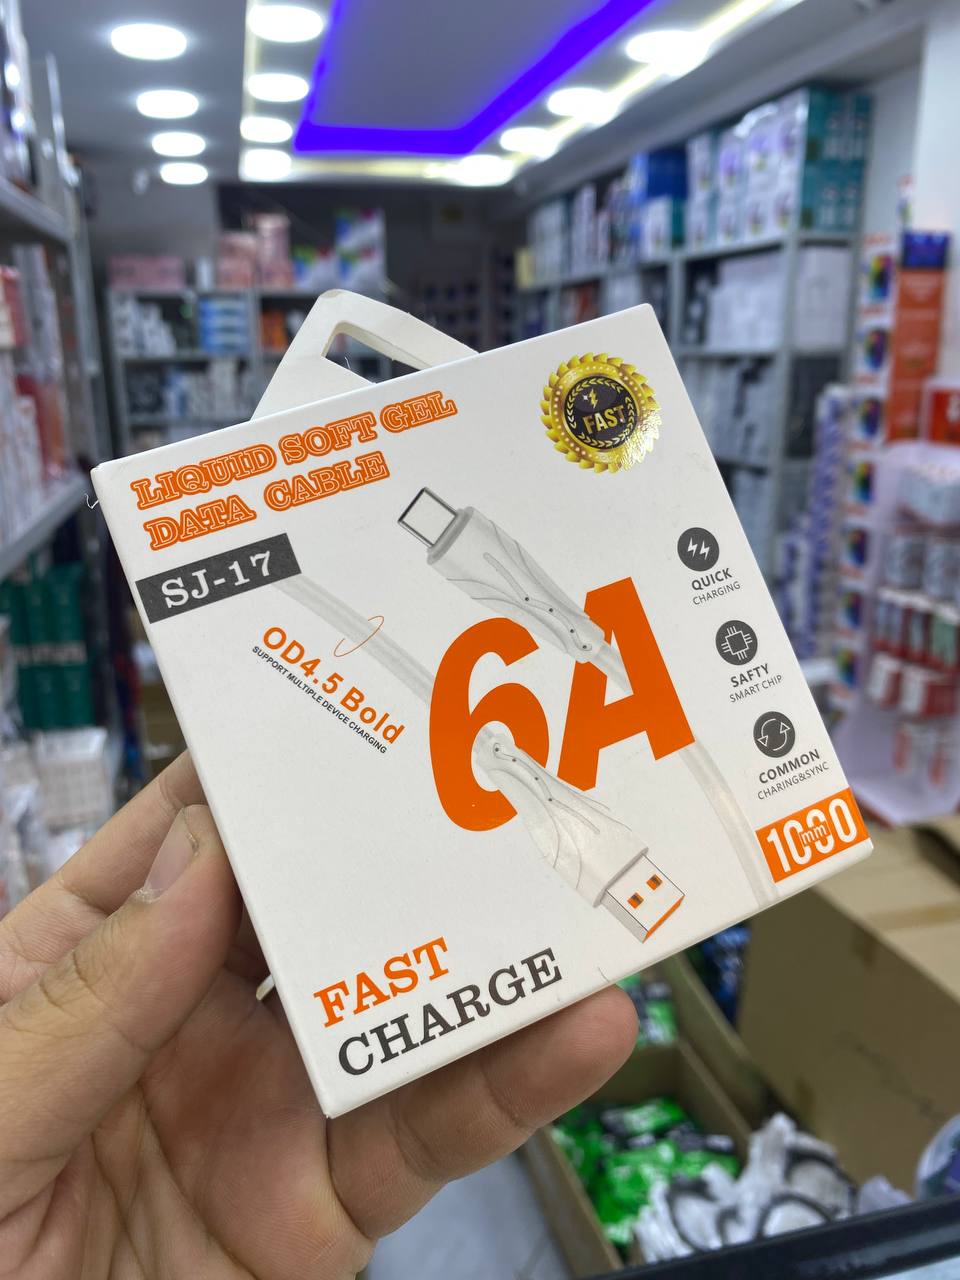 LIQUID SOFT GEL
DATA CABLE
SJ-17
OD4.5 Bold
SUPPORT MULTIPLE DEVICE CHARGING
6A
FAST
QUICK
CHARGING
SAFTY
SMART CHIP
COMMON
CHARING&SYNC
1000
mm
FAST
CHARGE